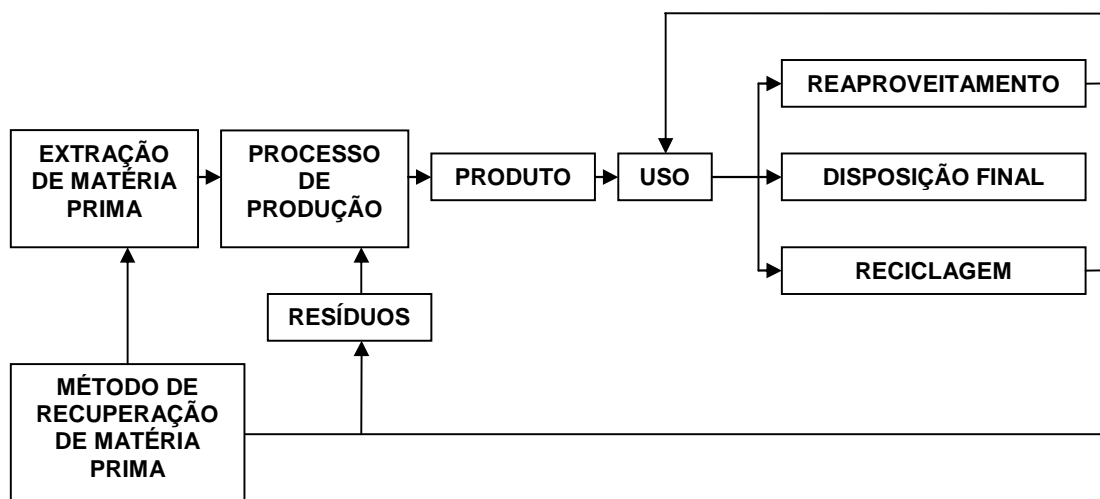 REAPROVEITAMENTO
EXTRAÇÃO
DE MATÉRIA
PRIMA
PROCESSO
DE
PRODUÇÃO
PRODUTO
USO
DISPOSIÇÃO FINAL
RECICLAGEM
RESÍDUOS
MÉTODO DE
RECUPERAÇÃO
DE MATÉRIA
PRIMA